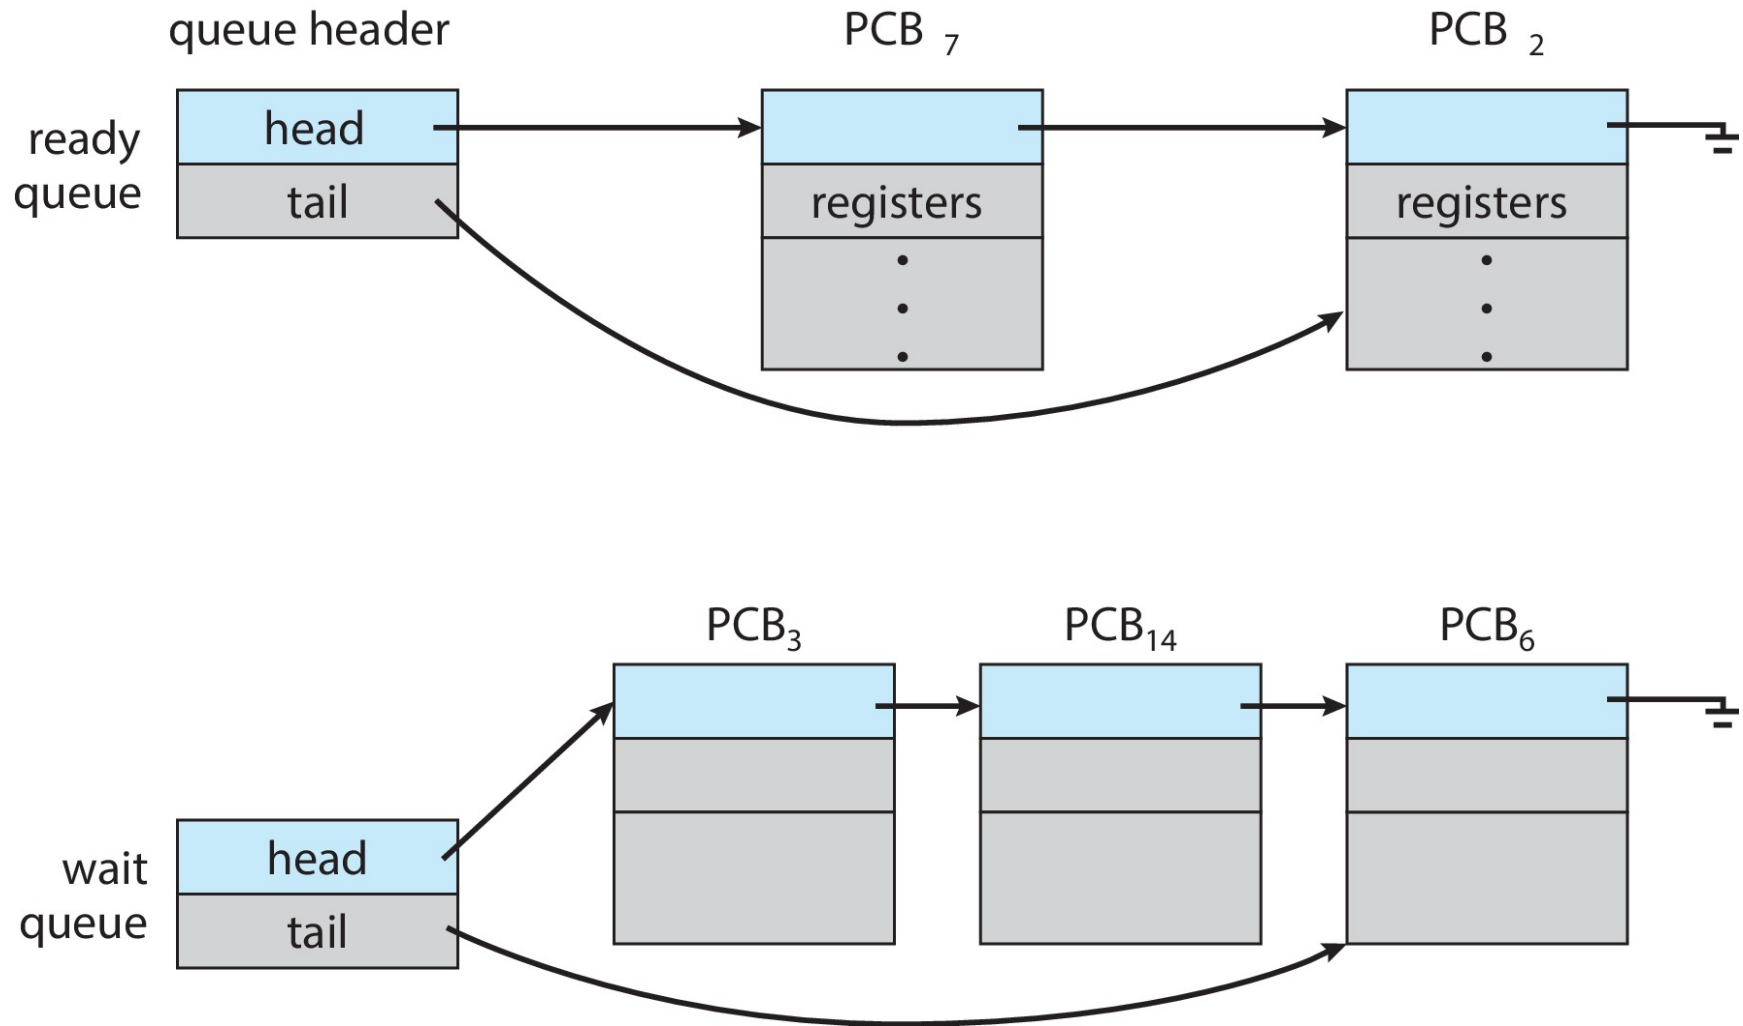 queue header
PCB 7
PCB 2
ready
queue
head
tail
registers
registers
PCB3
PCB14
PCB6
wait
queue
head
tail